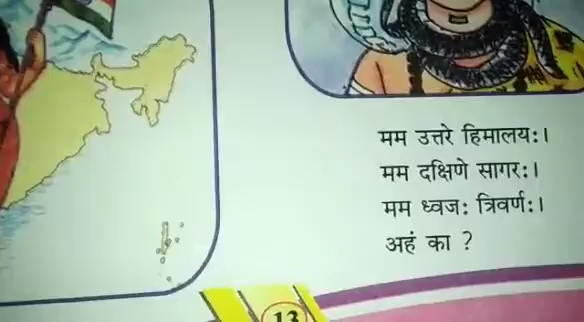 मम उत्तरे हिमालय:।
मम दक्षिणे सागर:।
मम ध्वज: त्रिवर्ण:।
अहं का ?
13